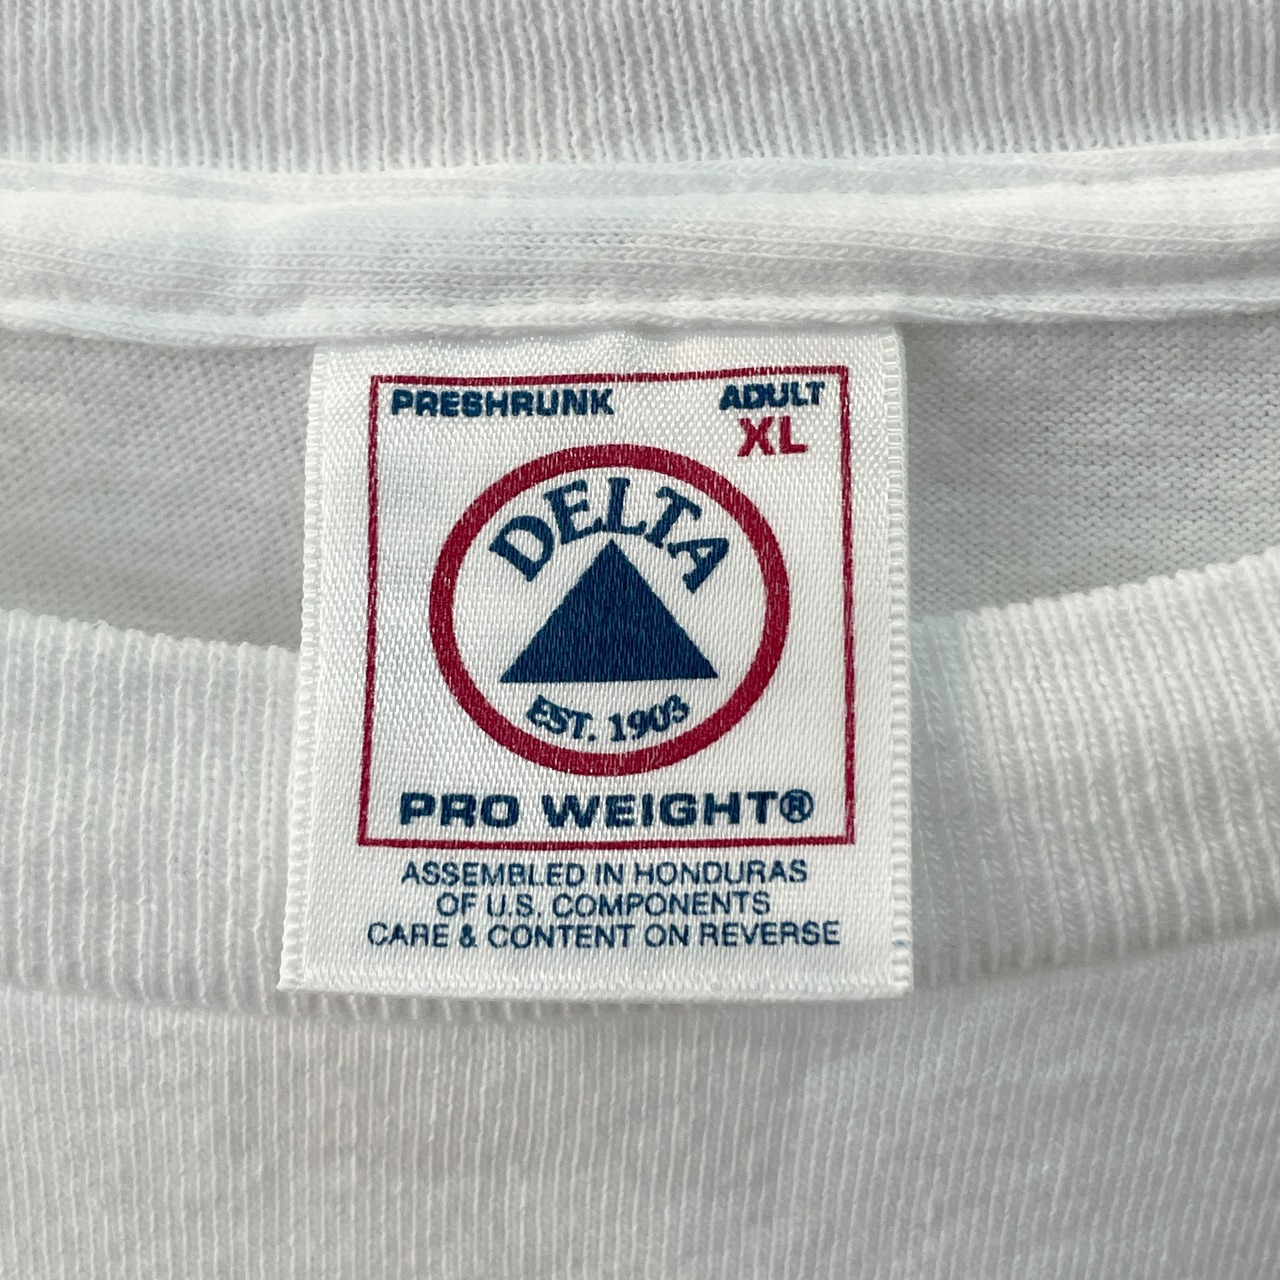 PRESHRUNK
ADULT
XL
DELTA
EST. 1903
PRO WEIGHT®
ASSEMBLED IN HONDURAS
OF U.S. COMPONENTS
CARE & CONTENT ON REVERSE